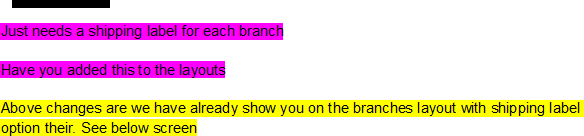 Just needs a shipping label for each branch
Have you added this to the layouts
Above changes are we have already show you on the branches layout with shipping label
option their. See below screen